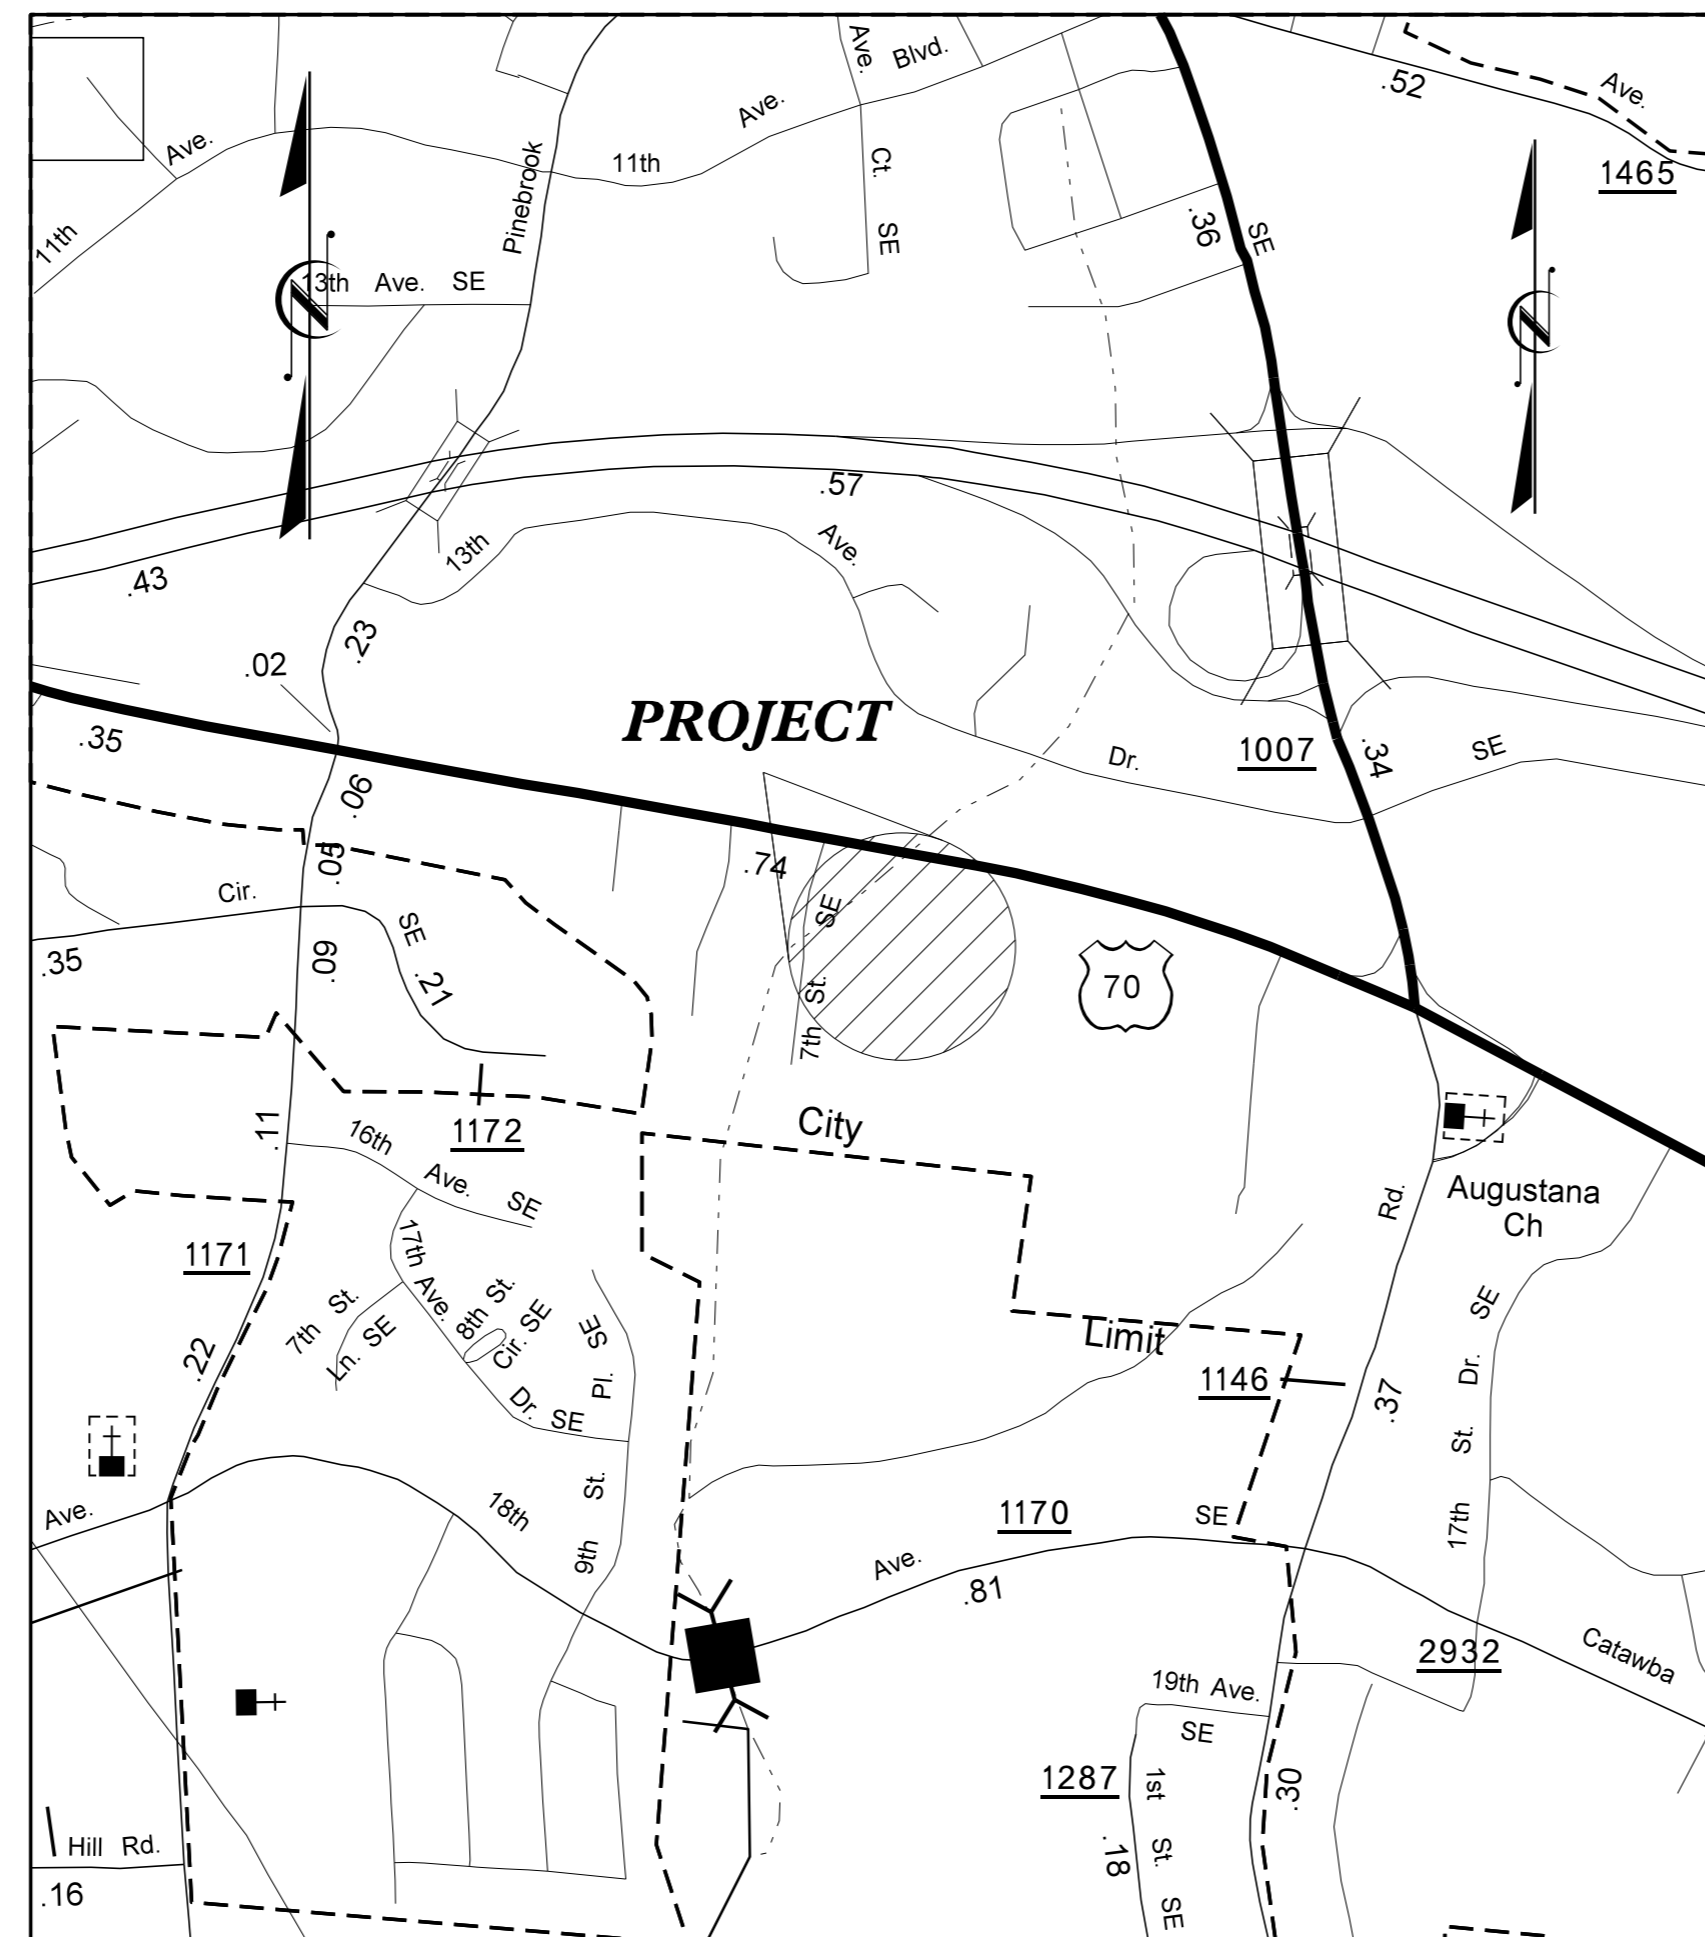 Ave.
Blvd.
Ave.
.52
Ave.
1465
Ave.
11th
Pinebrook
11th
Ct.
SE
.36
SE
13th Ave. SE
.57
Ave.
13th
.43
.23
.02
PROJECT
.35
Dr.
1007
.34
SE
.06
.05
.74
Cir.
SE
SE
.35
.09
.21
7th St.
70
.11
1172
City
16th
Ave.
SE
Rd.
Augustana
Ch
1171
17th
Ave.
7th St.
Ln. SE
8th St.
Cir. SE
SE
Pl.
SE
Limit
1146
.22
Dr. SE
.37
Dr.
St.
17th
Ave.
18th
St.
9th
1170
SE
Ave.
.81
2932
Catawba
19th Ave.
SE
1287
1st
St.
SE
.30
.18
Hill Rd.
.16